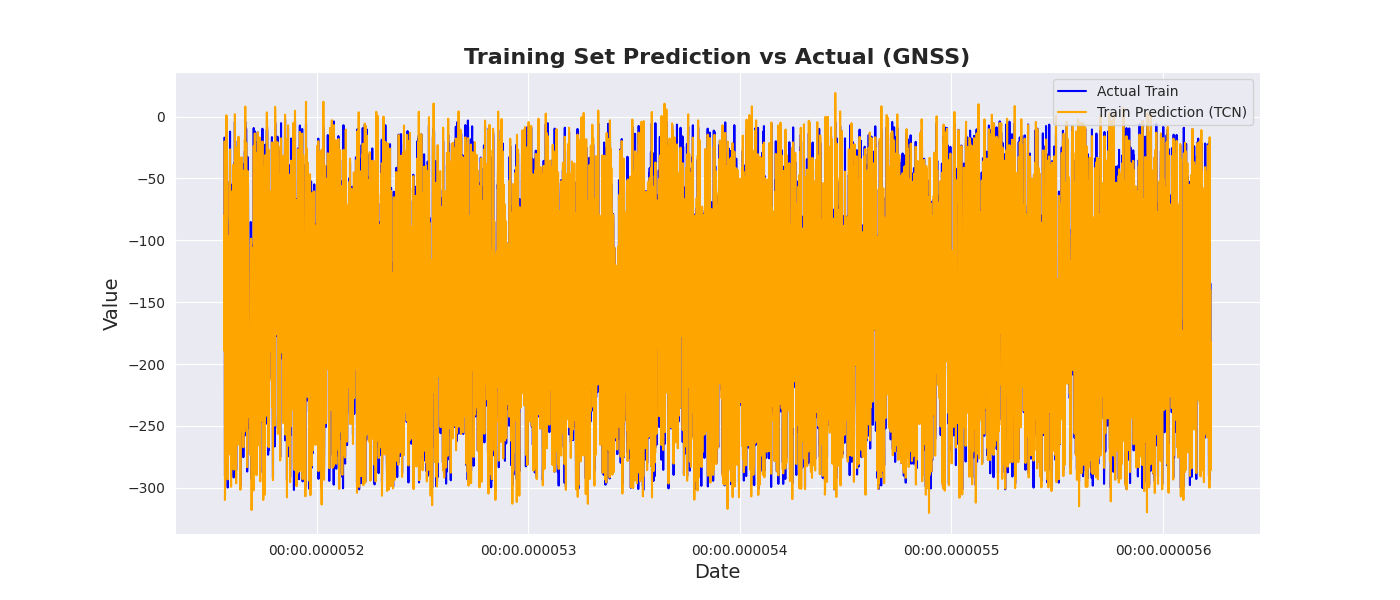 Training Set Prediction vs Actual (GNSS)
Actual Train
Train Prediction (TCN)
Value
0
−50
−100
−150
−200
−250
−300
00:00.000052
00:00.000053
00:00.000054
00:00.000055
00:00.000056
Date